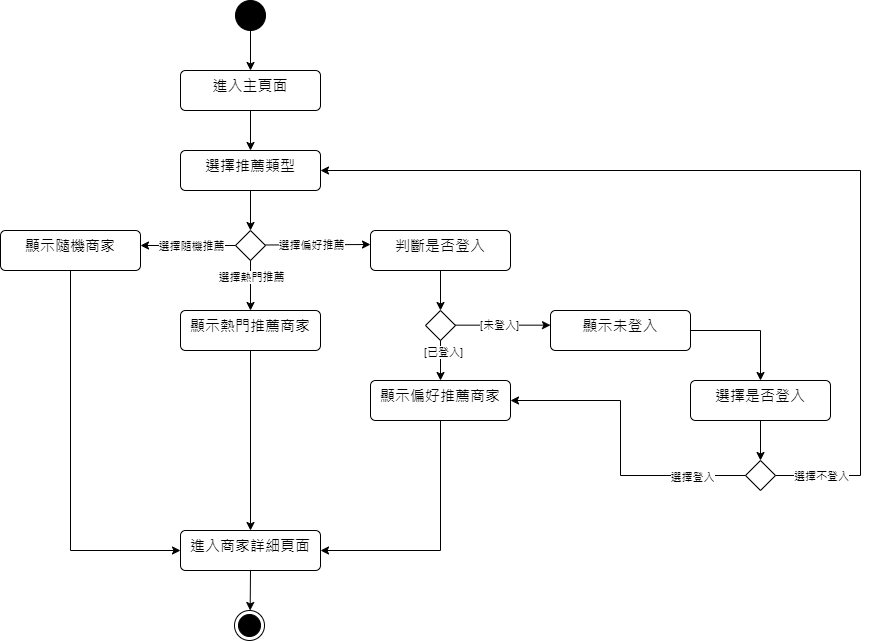 進入主頁面
選擇推薦類型
顯示隨機商家
選擇隨機推薦
選擇偏好推薦
判斷是否登入
選擇熱門推薦
顯示熱門推薦商家
[未登入]
顯示未登入
[已登入]
顯示偏好推薦商家
選擇是否登入
選擇登入
選擇不登入
進入商家詳細頁面